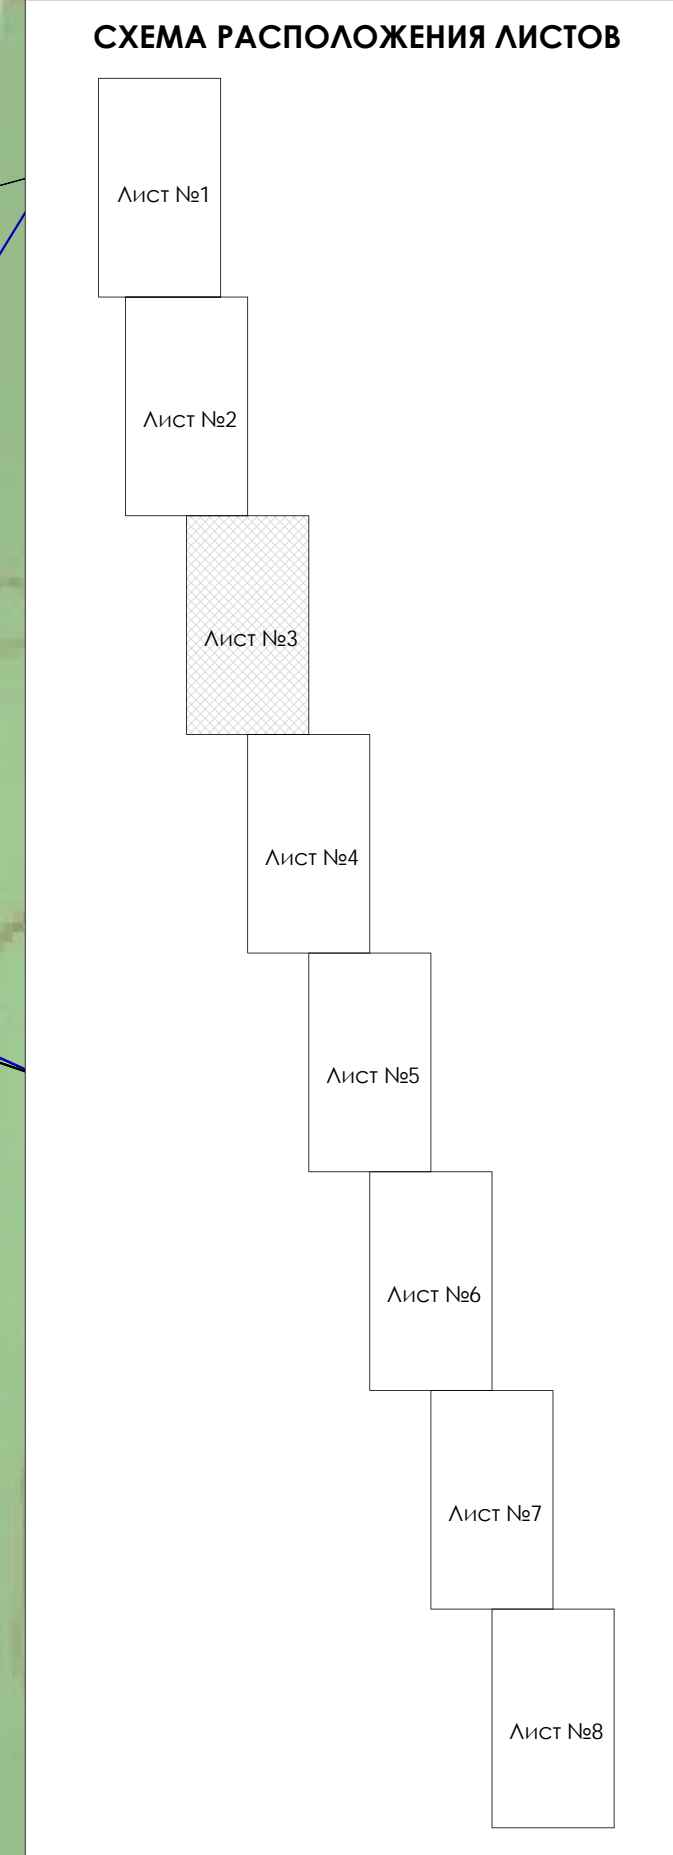 СХЕМА РАСПОЛОЖЕНИЯ ЛИСТОВ
Лист №1
Лист №2
Лист №3
Лист №4
Лист №5
Лист №6
Лист №7
Лист №8